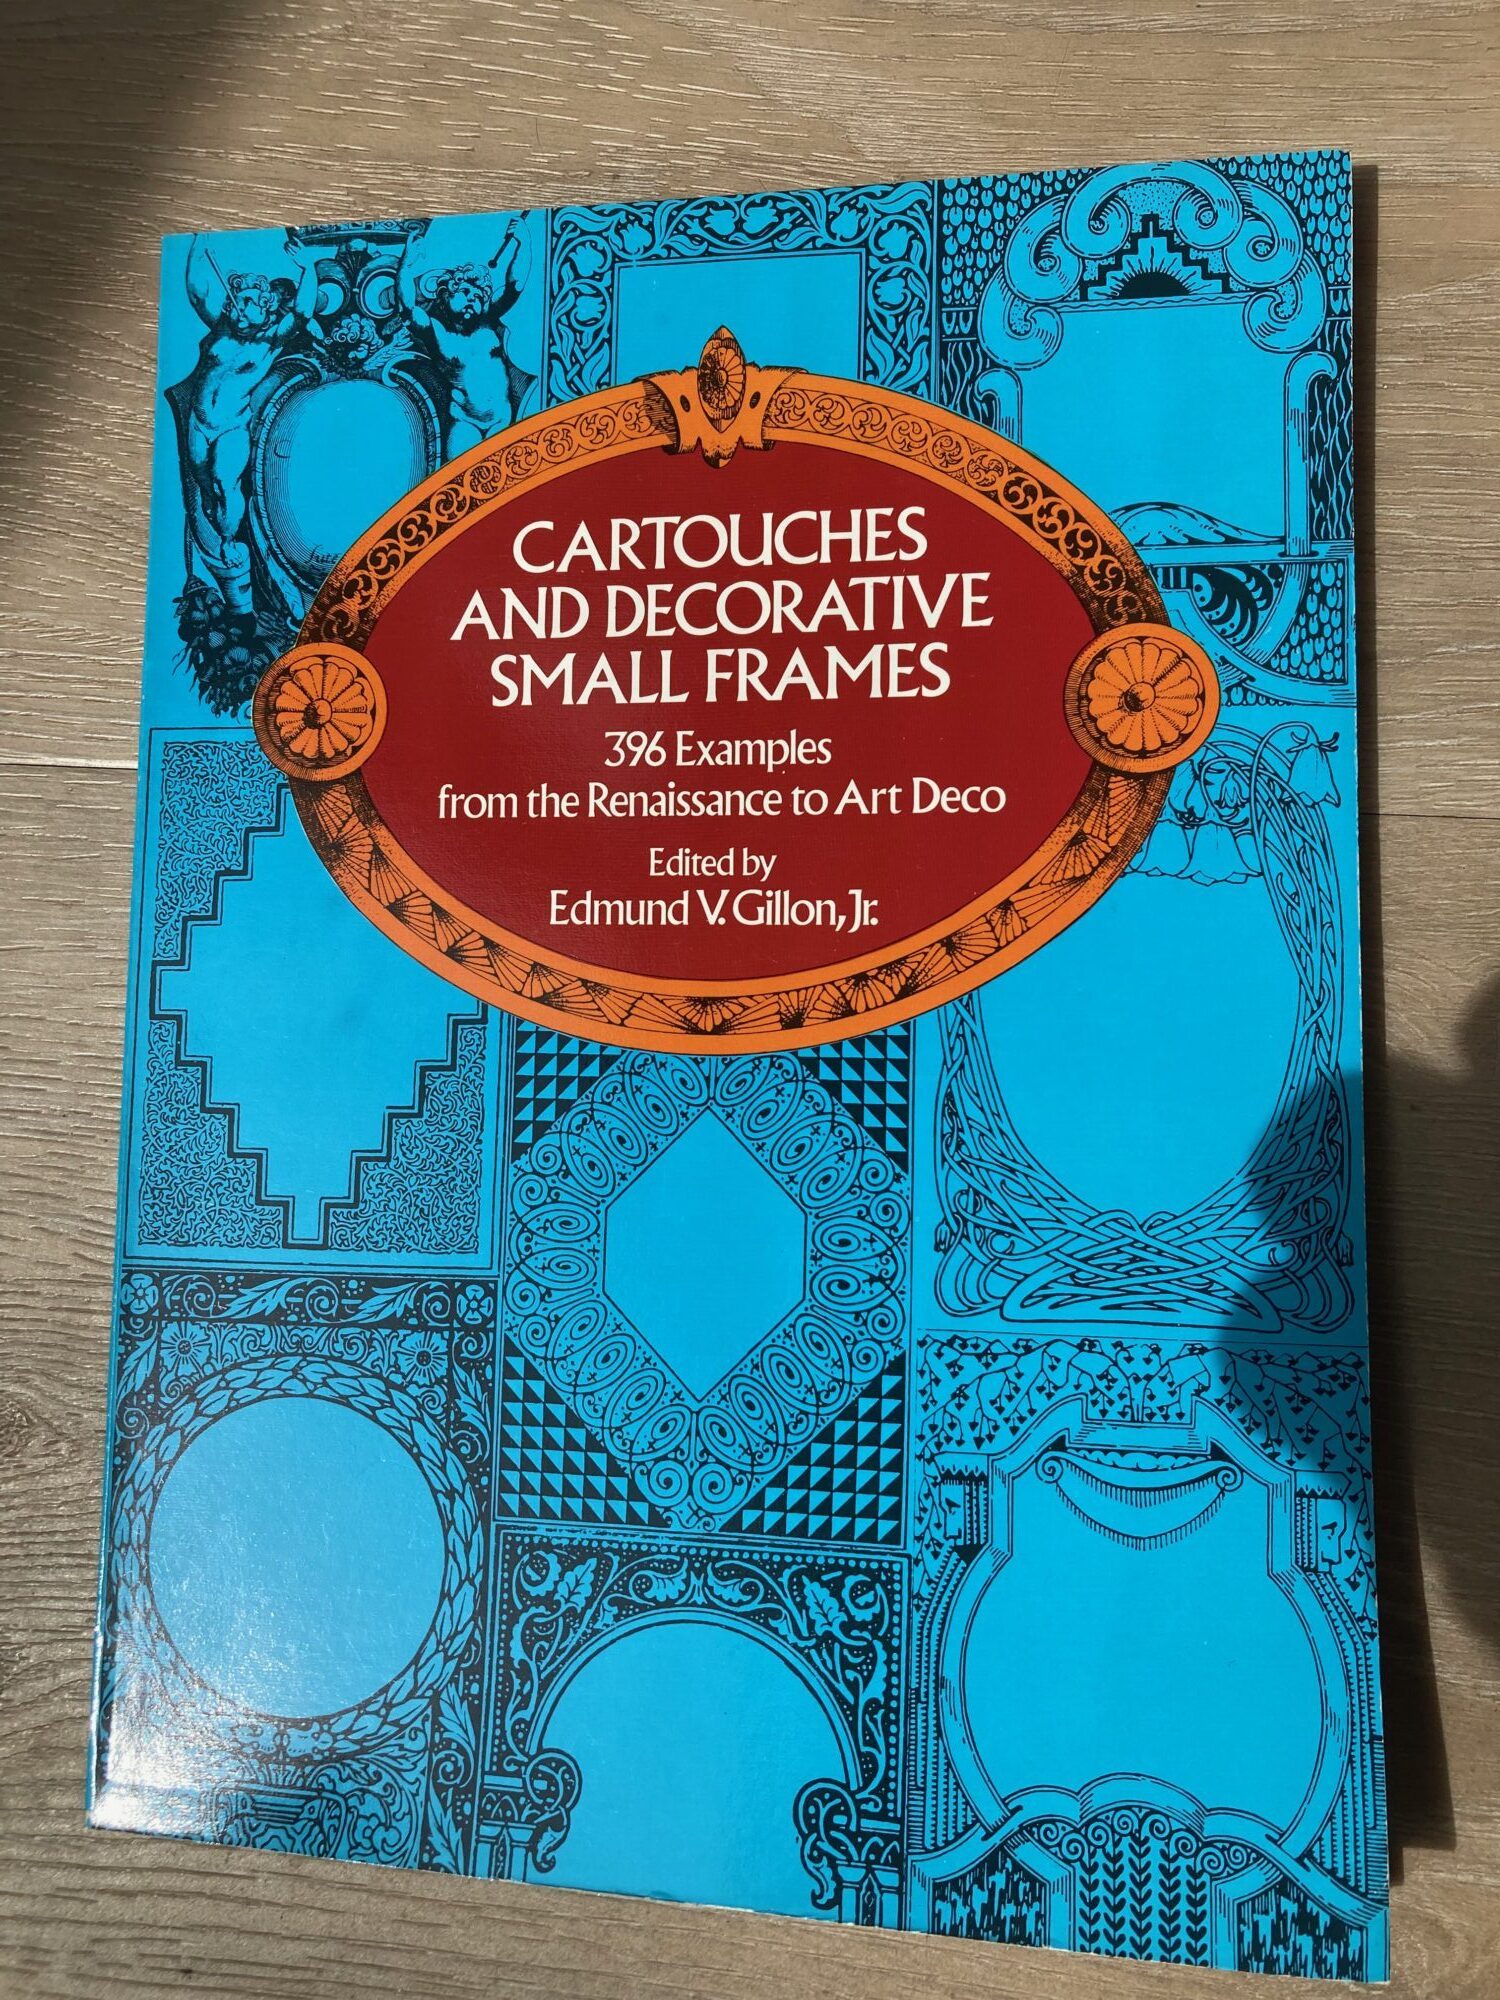 CARTOUCHES
AND DECORATIVE
SMALL FRAMES
396 Examples
from the Renaissance to Art Deco
Edited by
Edmund V. Gillon, Jr.